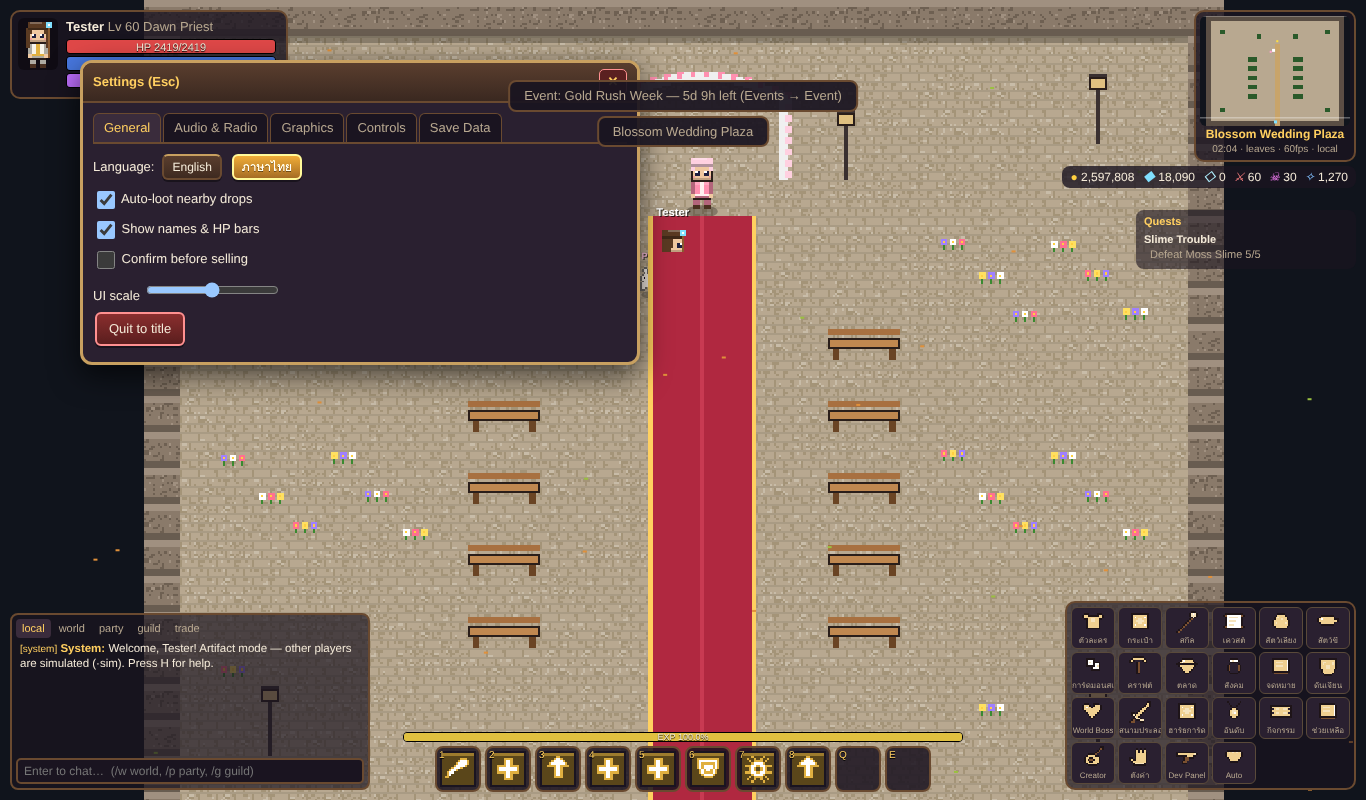 Tester Lv 60 Dawn Priest
HP 2419/2419
Settings (Esc)
Event: Gold Rush Week — 5d 9h left (Events → Event)
General
Audio & Radio
Graphics
Controls
Save Data
Blossom Wedding Plaza
Language:
English
ภาษาไทย
Auto-loot nearby drops
Show names & HP bars
Confirm before selling
UI scale
Quit to title
Tester
Blossom Wedding Plaza
02:04 · leaves · 60fps · local
2,597,808
18,090
0
60
30
1,270
Quests
Slime Trouble
Defeat Moss Slime 5/5
local
world
party
guild
trade
[system] System: Welcome, Tester! Artifact mode — other players
are simulated (·sim). Press H for help.
Enter to chat… (/w world, /p party, /g guild)
EXP 100.0%
1
2
3
4
5
6
7
8
Q
E
ตัวละคร
กระเป๋า
สกิล
เควสต์
สัตว์เลี้ยง
สัตว์ขี่
คราฟต์
ตลาด
สังคม
จดหมาย
ดันเจียน
World Boss
อันดับ
กิจกรรม
ช่วยเหลือ
Creator
ตั้งค่า
Dev Panel
Auto